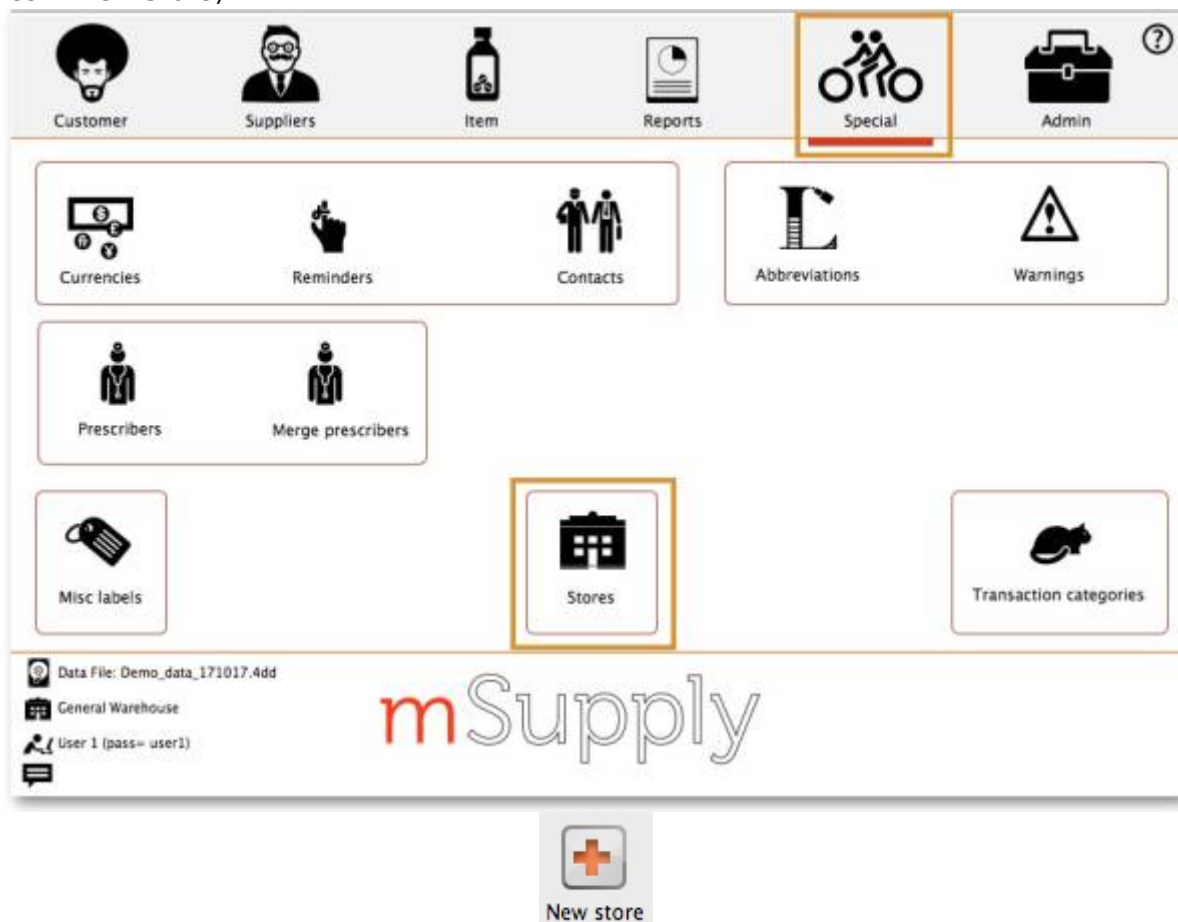 Customer
Suppliers
Item
Reports
Special
Admin
?
Currencies
Reminders
Contacts
Abbreviations
Warnings
Prescribers
Merge prescribers
Misc labels
Stores
Transaction categories
Data File: Demo_data_171017.4dd
General Warehouse
User 1 (pass= user1)
mSupply
New store